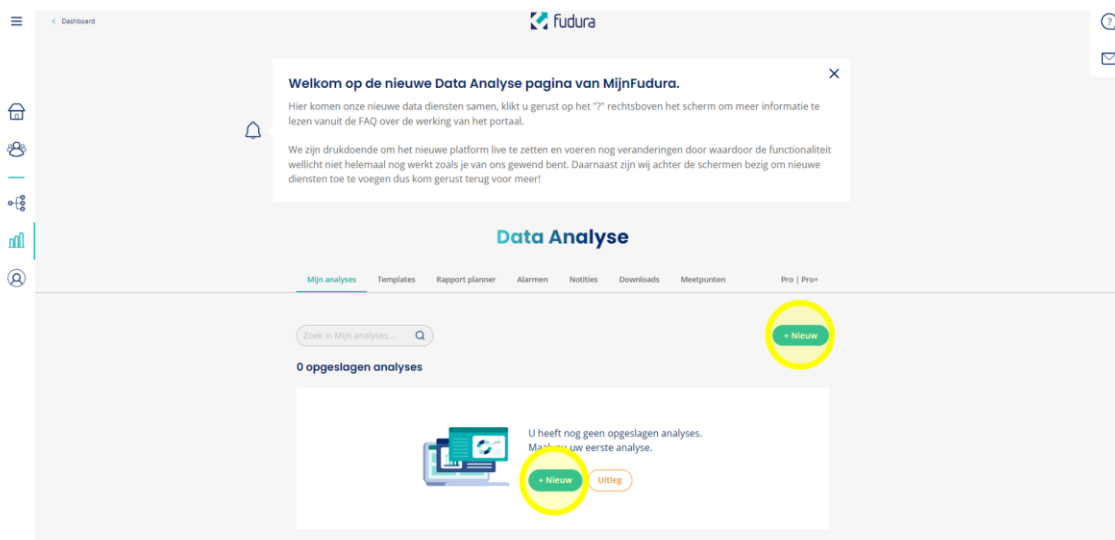 Dashboard
fudura
Welkom op de nieuwe Data Analyse pagina van MijnFudura.
Hier komen onze nieuwe data diensten samen, klikt u gerust op het "?" rechtsboven het scherm om meer informatie te
lezen vanuit de FAQ over de werking van het portaal.
We zijn drukdoende om het nieuwe platform live te zetten en voeren nog veranderingen door waardoor de functionaliteit
wellicht niet helemaal nog werkt zoals je van ons gewend bent. Daarnaast zijn wij achter de schermen bezig om nieuwe
diensten toe te voegen dus kom gerust terug voor meer!
Data Analyse
Mijn analyses Templates Rapport planner Alarmen Notities Downloads Meetpunten Pro | Pro+
Zoek in Mijn analyses... + Nieuw
0 opgeslagen analyses
U heeft nog geen opgeslagen analyses.
uw eerste analyse.
+ Nieuw Uitleg